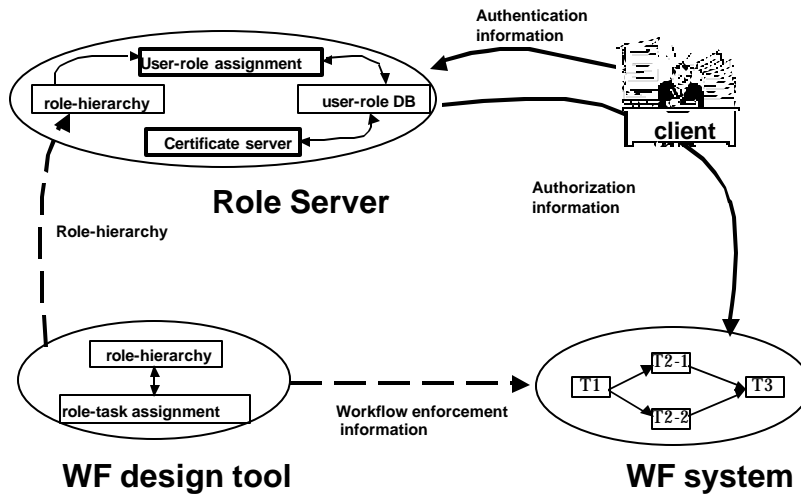 Authentication
information
User-role assignment
role-hierarchy
user-role DB
Certificate server
client
Role Server
Authorization
information
Role-hierarchy
role-hierarchy
role-task assignment
Workflow enforcement
information
T1
T2-1
T2-2
T3
WF design tool
WF system